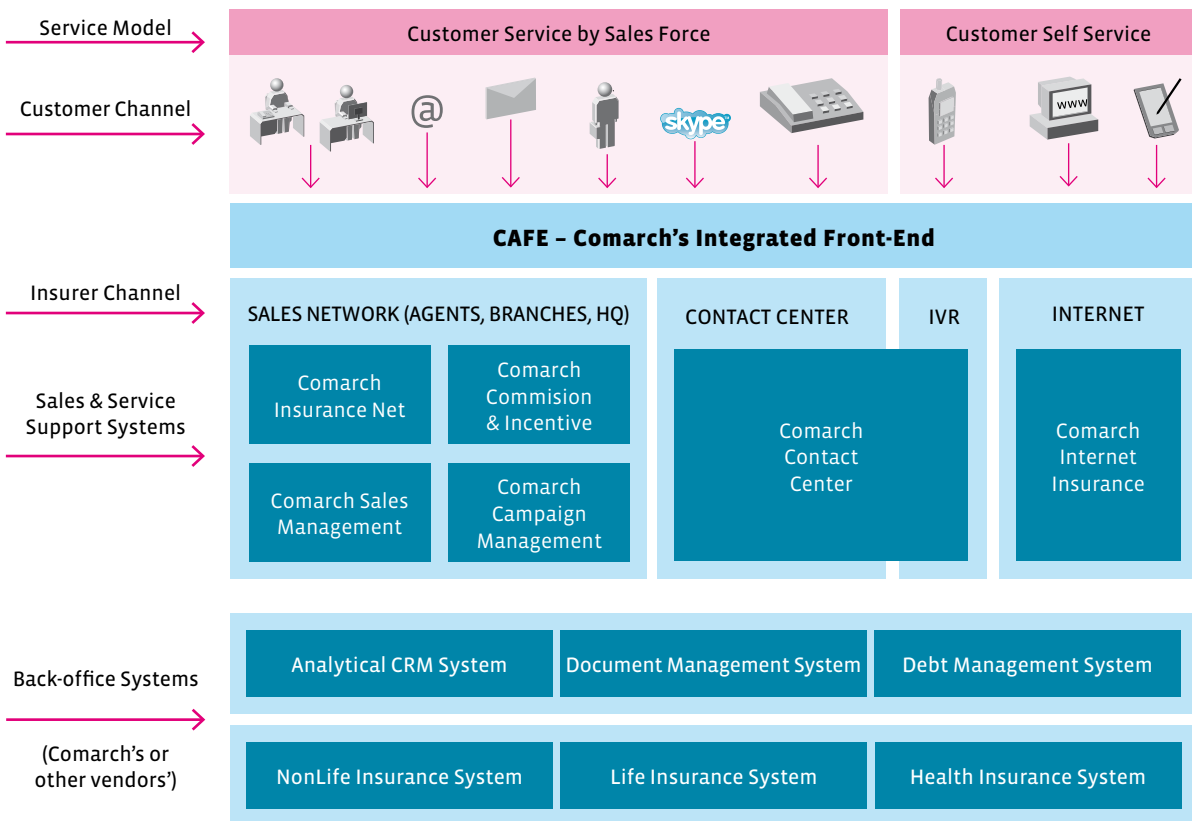 Service Model
Customer Service by Sales Force
Customer Self Service
Customer Channel
@
skype
www
CAFE – Comarch's Integrated Front-End
Insurer Channel
SALES NETWORK (AGENTS, BRANCHES, HQ)
CONTACT CENTER
IVR
INTERNET
Sales & Service
Support Systems
Comarch
Insurance Net
Comarch
Commision
& Incentive
Comarch Sales
Management
Comarch
Campaign
Management
Comarch
Contact
Center
Comarch
Internet
Insurance
Back-office Systems
(Comarch's or
other vendors')
Analytical CRM System
Document Management System
Debt Management System
NonLife Insurance System
Life Insurance System
Health Insurance System